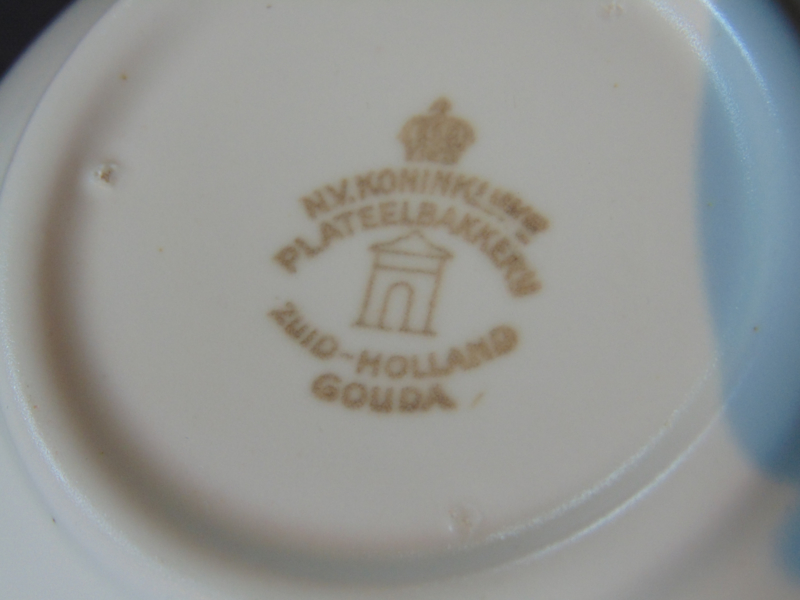 N.V. KONINKLIJKE
PLATEELBAKKERIJ
ZUID-HOLLAND
GOUDA